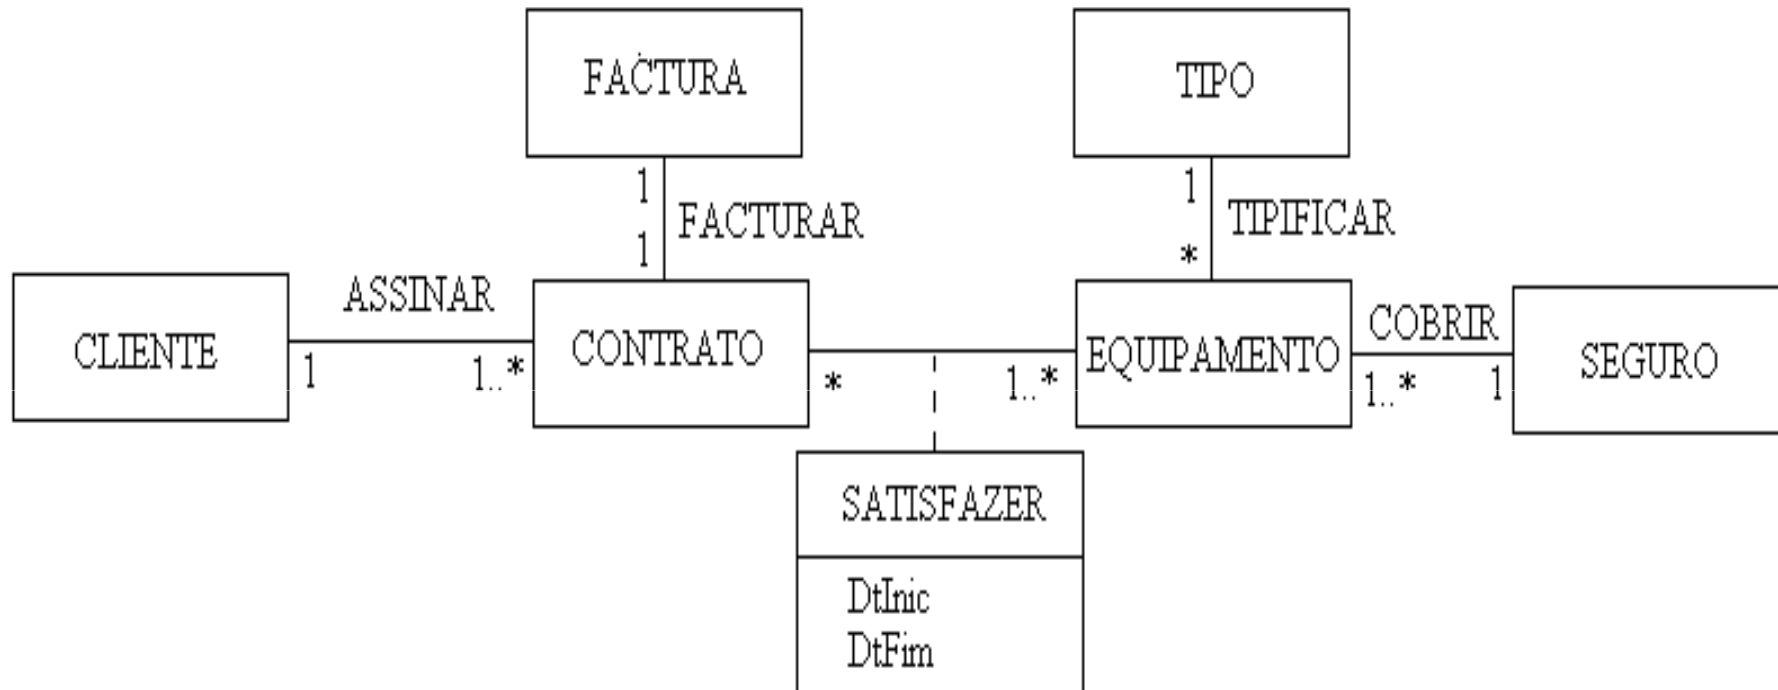 FACTURA
TIPO
1
FACTURAR
1
1
TIPIFICAR
*
CLIENTE
ASSINAR
1
1..*
CONTRATO
*
1..*
EQUIPAMENTO
COBRIR
1..*
1
SEGURO
SATISFAZER
DtInic
DtFim